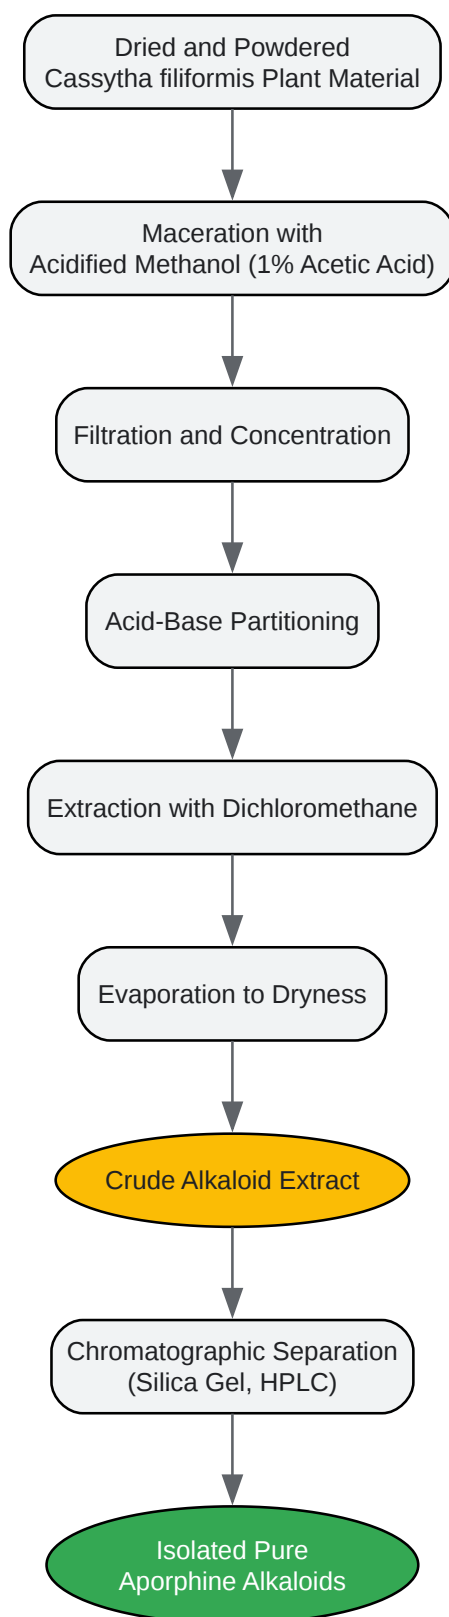 Dried and Powdered
Cassytha filiformis Plant Material
Maceration with
Acidified Methanol (1% Acetic Acid)
Filtration and Concentration
Acid-Base Partitioning
Extraction with Dichloromethane
Evaporation to Dryness
Crude Alkaloid Extract
Chromatographic Separation
(Silica Gel, HPLC)
Isolated Pure
Aporphine Alkaloids